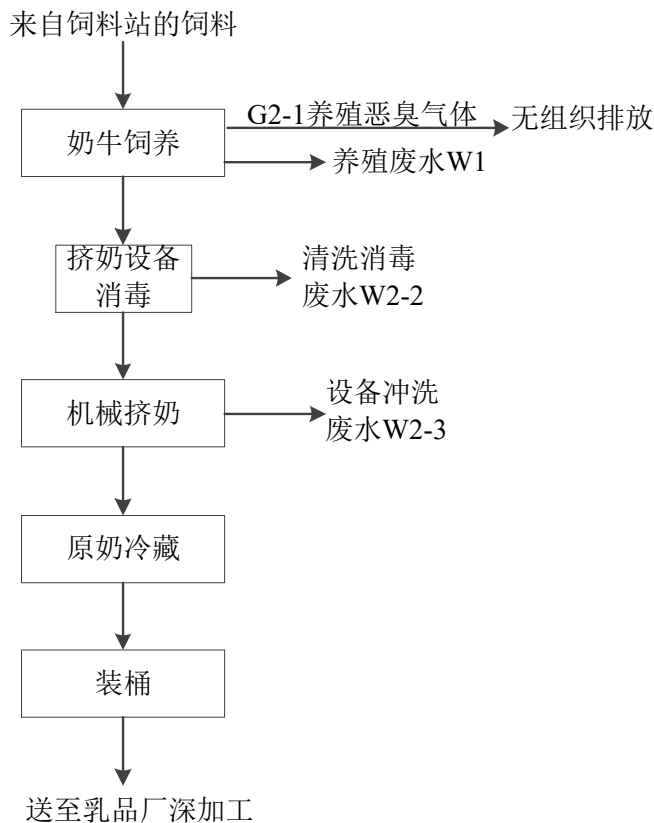 来自饲料站的饲料
奶牛饲养
G2-1养殖恶臭气体
无组织排放
养殖废水W1
挤奶设备
消毒
清洗消毒
废水W2-2
机械挤奶
设备冲洗
废水W2-3
原奶冷藏
装桶
送至乳品厂深加工